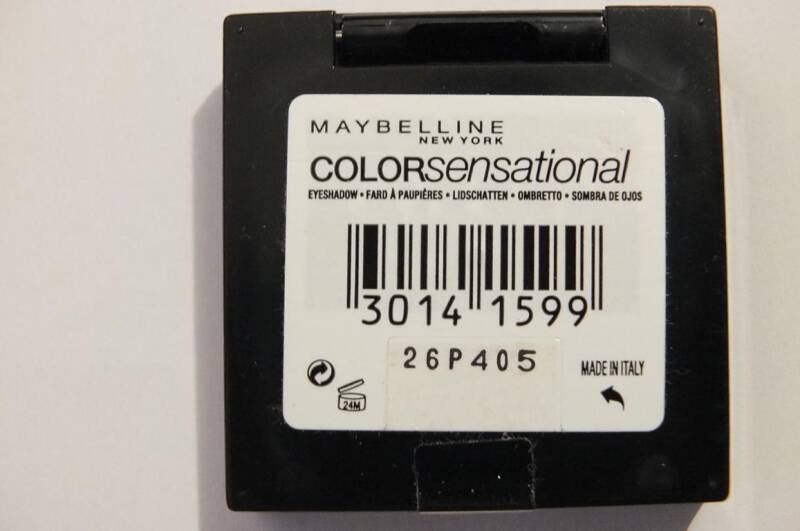 MAYBELLINE
NEW YORK
COLORsensational
EYESHADOW • FARD À PAUPIÈRES • LIDSCHATTEN • OMBRETTO • SOMBRA DE OJOS
3014 1599
26P405
MADE IN ITALY
24M